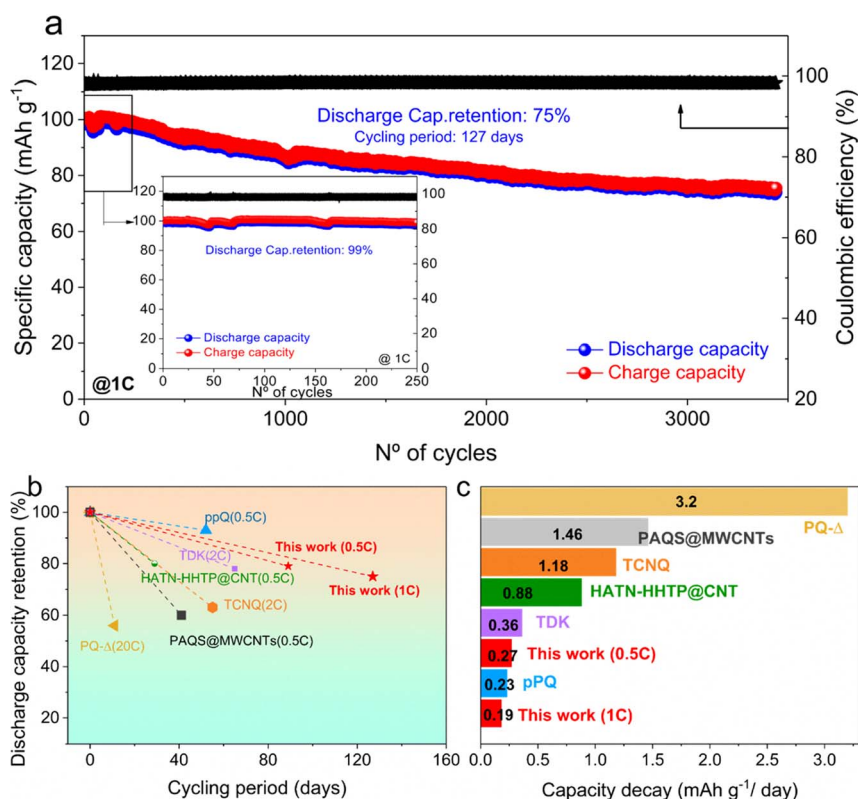 a
120
100
80
60
40
20
0
Specific capacity (mAh g⁻¹)
100
80
60
40
20
Coulombic efficiency (%)
Discharge Cap.retention: 75%
Cycling period: 127 days
120
100
80
60
40
20
0
100
80
60
40
20
0
Discharge Cap.retention: 99%
Discharge capacity
Charge capacity
@ 1C
0 50 100 150 200 250
Nº of cycles
@1C
Discharge capacity
Charge capacity
0 1000 2000 3000
Nº of cycles
b
Discharge capacity retention (%)
100
80
60
40
20
ppQ(0.5C)
TDK(2C)
This work (0.5C)
HATN-HHTP@CNT(0.5C)
This work (1C)
TCNQ(2C)
PQ-Δ(20C)
PAQS@MWCNTs(0.5C)
0 40 80 120 160
Cycling period (days)
c
3.2
PQ-Δ
1.46 PAQS@MWCNTs
1.18 TCNQ
0.88 HATN-HHTP@CNT
0.36 TDK
0.27 This work (0.5C)
0.23 pPQ
0.19 This work (1C)
0.0 0.5 1.0 1.5 2.0 2.5 3.0
Capacity decay (mAh g⁻¹/ day)